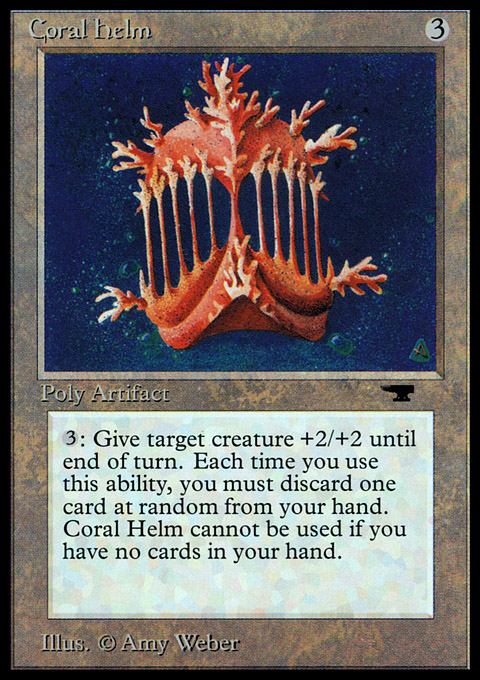 Coral Helm
3
Poly Artifact
3: Give target creature +2/+2 until
end of turn. Each time you use
this ability, you must discard one
card at random from your hand.
Coral Helm cannot be used if you
have no cards in your hand.
Illus. © Amy Weber